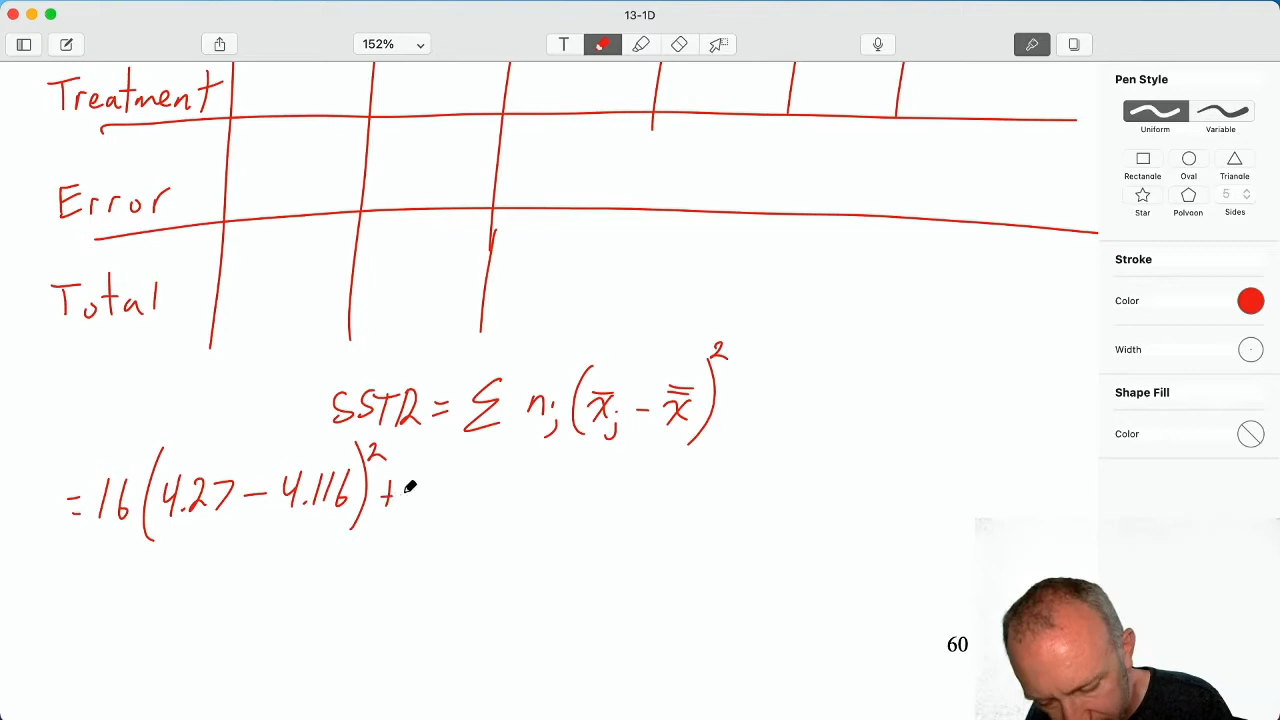 13-1D
152%
T
Pen Style
Uniform
Variable
Rectangle
Oval
Triangle
5
Star
Polygon
Sides
Stroke
Color
Width
Shape Fill
Color
Treatment
Error
Total
SSTR = Σ nⱼ (x̄ⱼ − x̿)²
= 16(4.27 − 4.116)² +
60